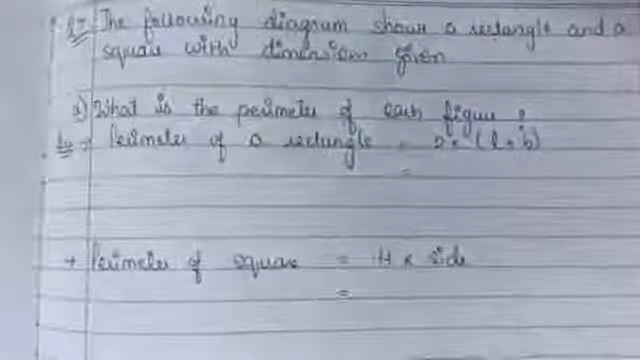 The following diagram shows a rectangle and a
square with dimensions given
a) What is the perimeter of each figure?
⇒ Perimeter of a rectangle = 2 × (l + b)
=
→ Perimeter of square = 4 × side
=